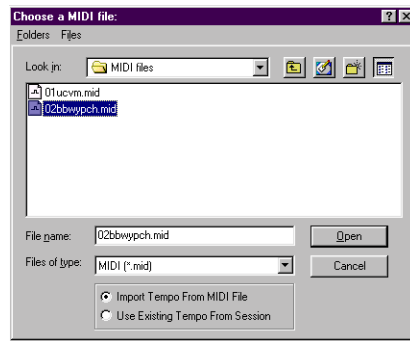 Choose a MIDI file:
Folders Files
Look in: MIDI files
01ucvm.mid
02bbwypch.mid
File name: 02bbwypch.mid Open
Files of type: MIDI (*.mid) Cancel
Import Tempo From MIDI File
Use Existing Tempo From Session